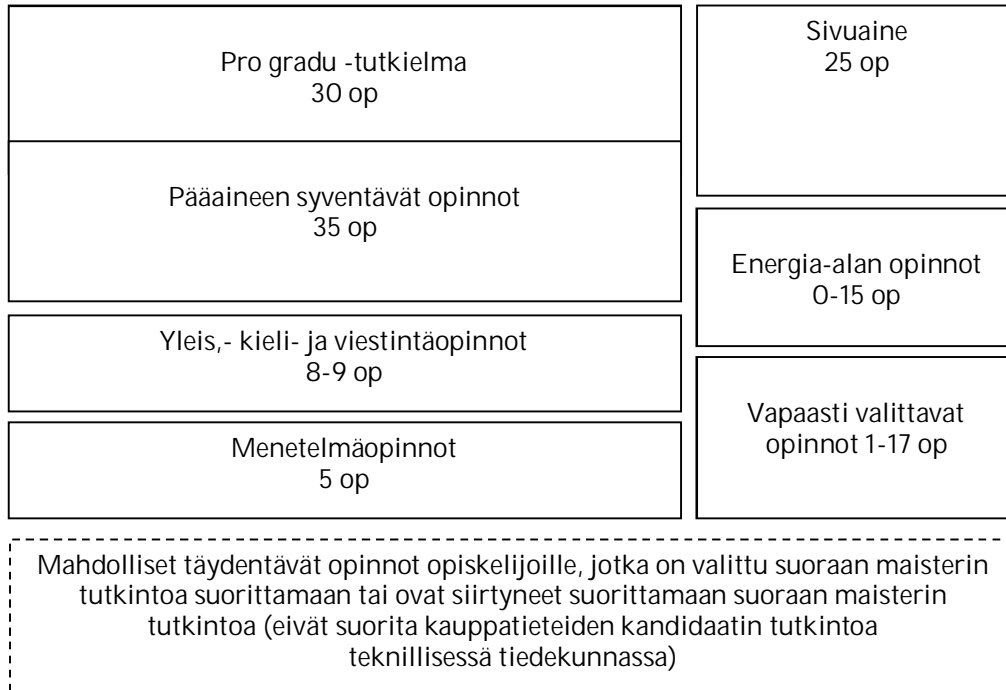 Pro gradu -tutkielma
30 op
Pääaineen syventävät opinnot
35 op
Yleis,- kieli- ja viestintäopinnot
8-9 op
Menetelmäopinnot
5 op
Sivuaine
25 op
Energia-alan opinnot
0-15 op
Vapaasti valittavat
opinnot 1-17 op
Mahdolliset täydentävät opinnot opiskelijoille, jotka on valittu suoraan maisterin
tutkintoa suorittamaan tai ovat siirtyneet suorittamaan suoraan maisterin
tutkintoa (eivät suorita kauppatieteiden kandidaatin tutkintoa
teknillisessä tiedekunnassa)